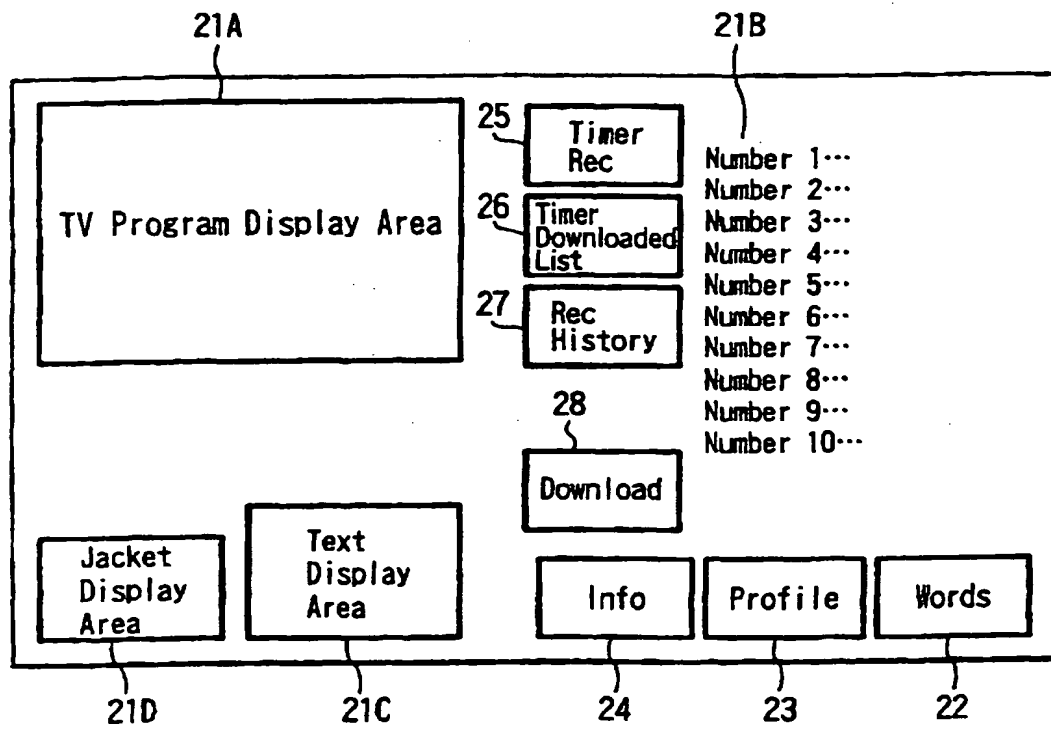 21A
21B
TV Program Display Area
25
Timer
Rec
26
Timer
Downloaded
List
27
Rec
History
28
Download
Number 1…
Number 2…
Number 3…
Number 4…
Number 5…
Number 6…
Number 7…
Number 8…
Number 9…
Number 10…
Jacket
Display
Area
Text
Display
Area
Info
Profile
Words
21D
21C
24
23
22